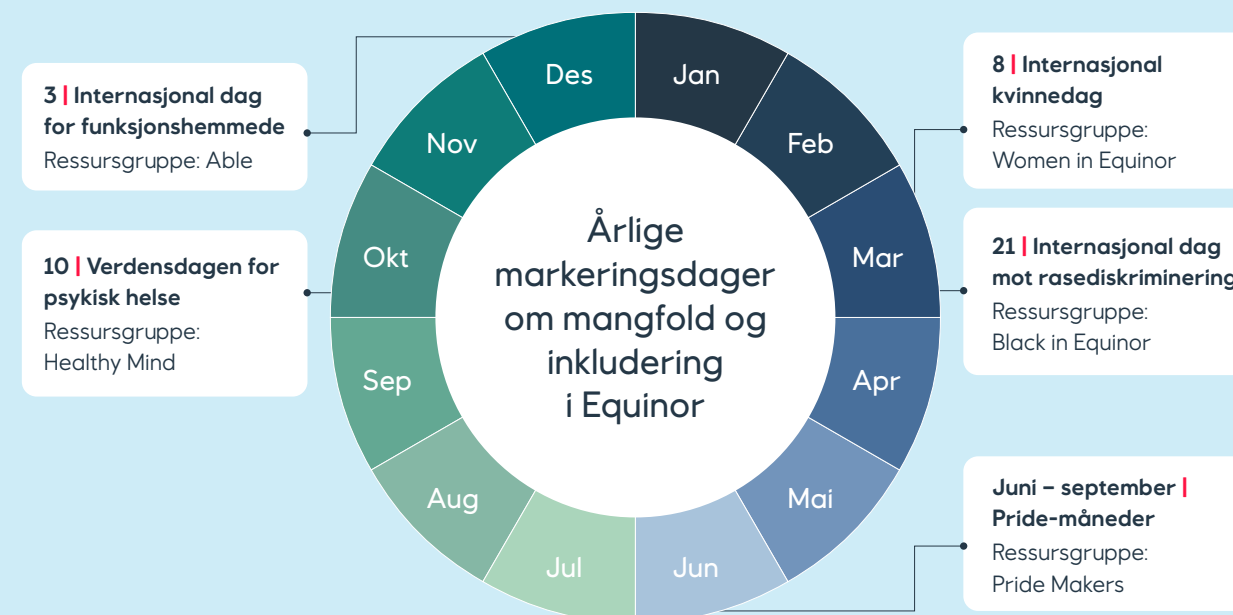 3 | Internasjonal dag
for funksjonshemmede
Ressursgruppe: Able
10 | Verdensdagen for
psykisk helse
Ressursgruppe:
Healthy Mind
Des
Jan
Nov
Feb
Okt
Mar
Sep
Apr
Aug
Mai
Jul
Jun
Årlige
markeringsdager
om mangfold og
inkludering
i Equinor
8 | Internasjonal
kvinnedag
Ressursgruppe:
Women in Equinor
21 | Internasjonal dag
mot rasediskriminering
Ressursgruppe:
Black in Equinor
Juni – september |
Pride-måneder
Ressursgruppe:
Pride Makers